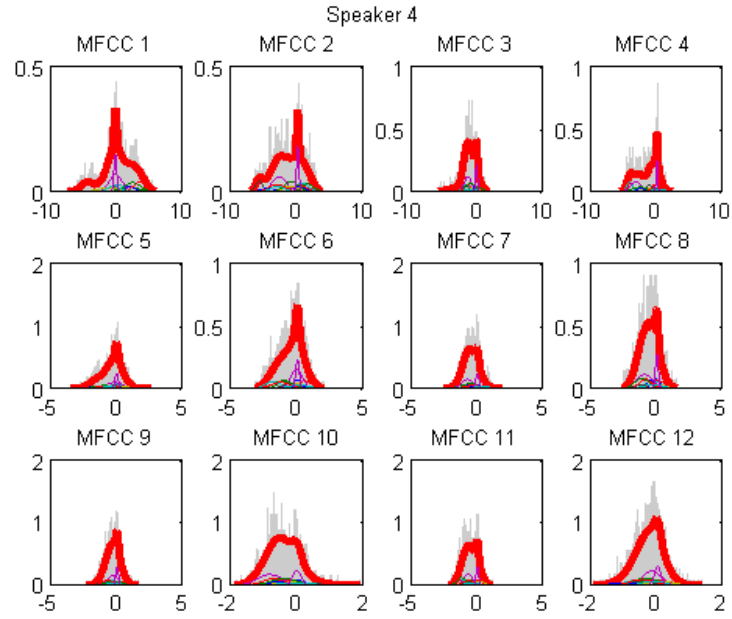 Speaker 4
MFCC 1 MFCC 2 MFCC 3 MFCC 4
0.5 0.5 1 1
0.5 0.5
0 0 0 0
-10 0 10 -10 0 10 -10 0 10 -10 0 10
MFCC 5 MFCC 6 MFCC 7 MFCC 8
2 1 2 1
1 0.5 1 0.5
0 0 0 0
-5 0 5 -5 0 5 -5 0 5 -5 0 5
MFCC 9 MFCC 10 MFCC 11 MFCC 12
2 2 2 2
1 1 1 1
0 0 0 0
-5 0 5 -2 0 2 -5 0 5 -2 0 2